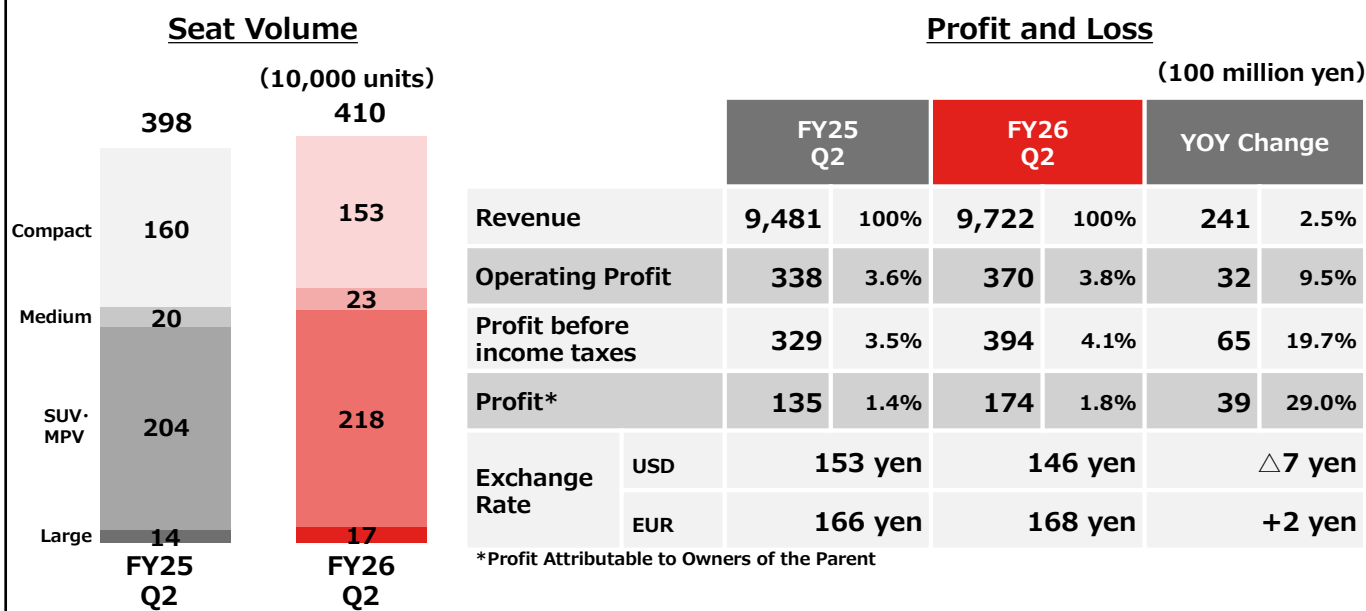 Seat Volume
(10,000 units)
398
410
Compact
160
153
Medium
20
23
SUV・
MPV
204
218
Large
14
17
FY25
Q2
FY26
Q2
Profit and Loss
(100 million yen)
FY25
Q2
FY26
Q2
YOY Change
Revenue 9,481 100% 9,722 100% 241 2.5%
Operating Profit 338 3.6% 370 3.8% 32 9.5%
Profit before
income taxes 329 3.5% 394 4.1% 65 19.7%
Profit* 135 1.4% 174 1.8% 39 29.0%
Exchange
Rate
USD 153 yen 146 yen △7 yen
EUR 166 yen 168 yen +2 yen
*Profit Attributable to Owners of the Parent